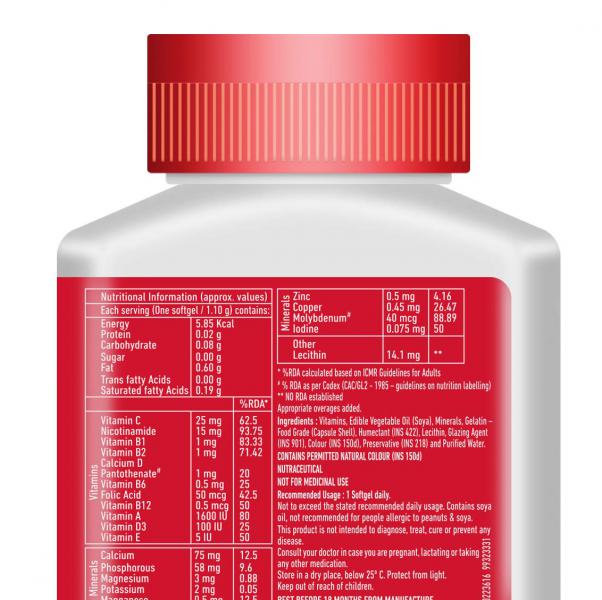 Nutritional Information (approx. values)
Each serving (One softgel / 1.10 g) contains:
Energy 5.85 Kcal
Protein 0.02 g
Carbohydrate 0.08 g
Sugar 0.00 g
Fat 0.60 g
Trans fatty Acids 0.00 g
Saturated fatty Acids 0.19 g
%RDA*
Vitamins
Vitamin C 25 mg 62.5
Nicotinamide 15 mg 93.75
Vitamin B1 1 mg 83.33
Vitamin B2 1 mg 71.42
Calcium D
Pantothenate# 1 mg 20
Vitamin B6 0.5 mg 25
Folic Acid 50 mcg 42.5
Vitamin B12 0.5 mcg 50
Vitamin A 1600 IU 80
Vitamin D3 100 IU 25
Vitamin E 5 IU 50
Minerals
Calcium 75 mg 12.5
Phosphorous 58 mg 9.6
Magnesium 3 mg 0.88
Potassium 2 mg 0.05
Manganese 0.5 mg 12.5
Minerals
Zinc 0.5 mg 4.16
Copper 0.45 mg 26.47
Molybdenum# 40 mcg 88.89
Iodine 0.075 mg 50
Other
Lecithin 14.1 mg **
* %RDA calculated based on ICMR Guidelines for Adults
# % RDA as per Codex (CAC/GL2 - 1985 – guidelines on nutrition labelling)
** NO RDA established
Appropriate overages added.
Ingredients : Vitamins, Edible Vegetable Oil (Soya), Minerals, Gelatin –
Food Grade (Capsule Shell), Humectant (INS 422), Lecithin, Glazing Agent
(INS 901), Colour (INS 150d), Preservative (INS 218) and Purified Water.
CONTAINS PERMITTED NATURAL COLOUR (INS 150d)
NUTRACEUTICAL
NOT FOR MEDICINAL USE
Recommended Usage : 1 Softgel daily.
Not to exceed the stated recommended daily usage. Contains soya
oil, not recommended for people allergic to peanuts & soya.
This product is not intended to diagnose, treat, cure or prevent any
disease.
Consult your doctor in case you are pregnant, lactating or taking
any other medication.
Store in a dry place, below 25° C. Protect from light.
Keep out of reach of children.
BEST BEFORE 18 MONTHS FROM MANUFACTURE
223616 99323331